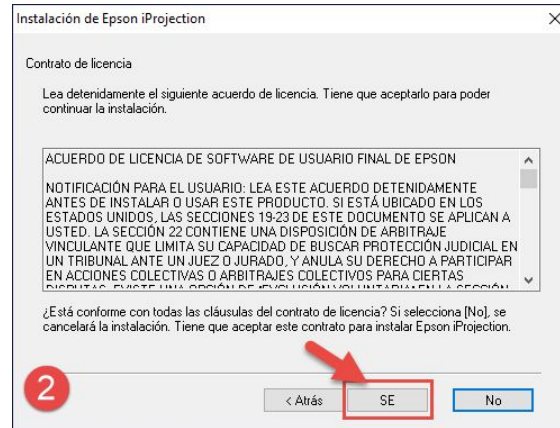 Instalación de Epson iProjection
Contrato de licencia
Lea detenidamente el siguiente acuerdo de licencia. Tiene que aceptarlo para poder
continuar la instalación.
ACUERDO DE LICENCIA DE SOFTWARE DE USUARIO FINAL DE EPSON
NOTIFICACIÓN PARA EL USUARIO: LEA ESTE ACUERDO DETENIDAMENTE
ANTES DE INSTALAR O USAR ESTE PRODUCTO. SI ESTÁ UBICADO EN LOS
ESTADOS UNIDOS, LAS SECCIONES 19-23 DE ESTE DOCUMENTO SE APLICAN A
USTED. LA SECCIÓN 22 CONTIENE UNA DISPOSICIÓN DE ARBITRAJE
VINCULANTE QUE LIMITA SU CAPACIDAD DE BUSCAR PROTECCIÓN JUDICIAL EN
UN TRIBUNAL ANTE UN JUEZ O JURADO, Y ANULA SU DERECHO A PARTICIPAR
EN ACCIONES COLECTIVAS O ARBITRAJES COLECTIVOS PARA CIERTAS
¿Está conforme con todas las cláusulas del contrato de licencia? Si selecciona [No], se
cancelará la instalación. Tiene que aceptar este contrato para instalar Epson iProjection.
2
< Atrás SE No